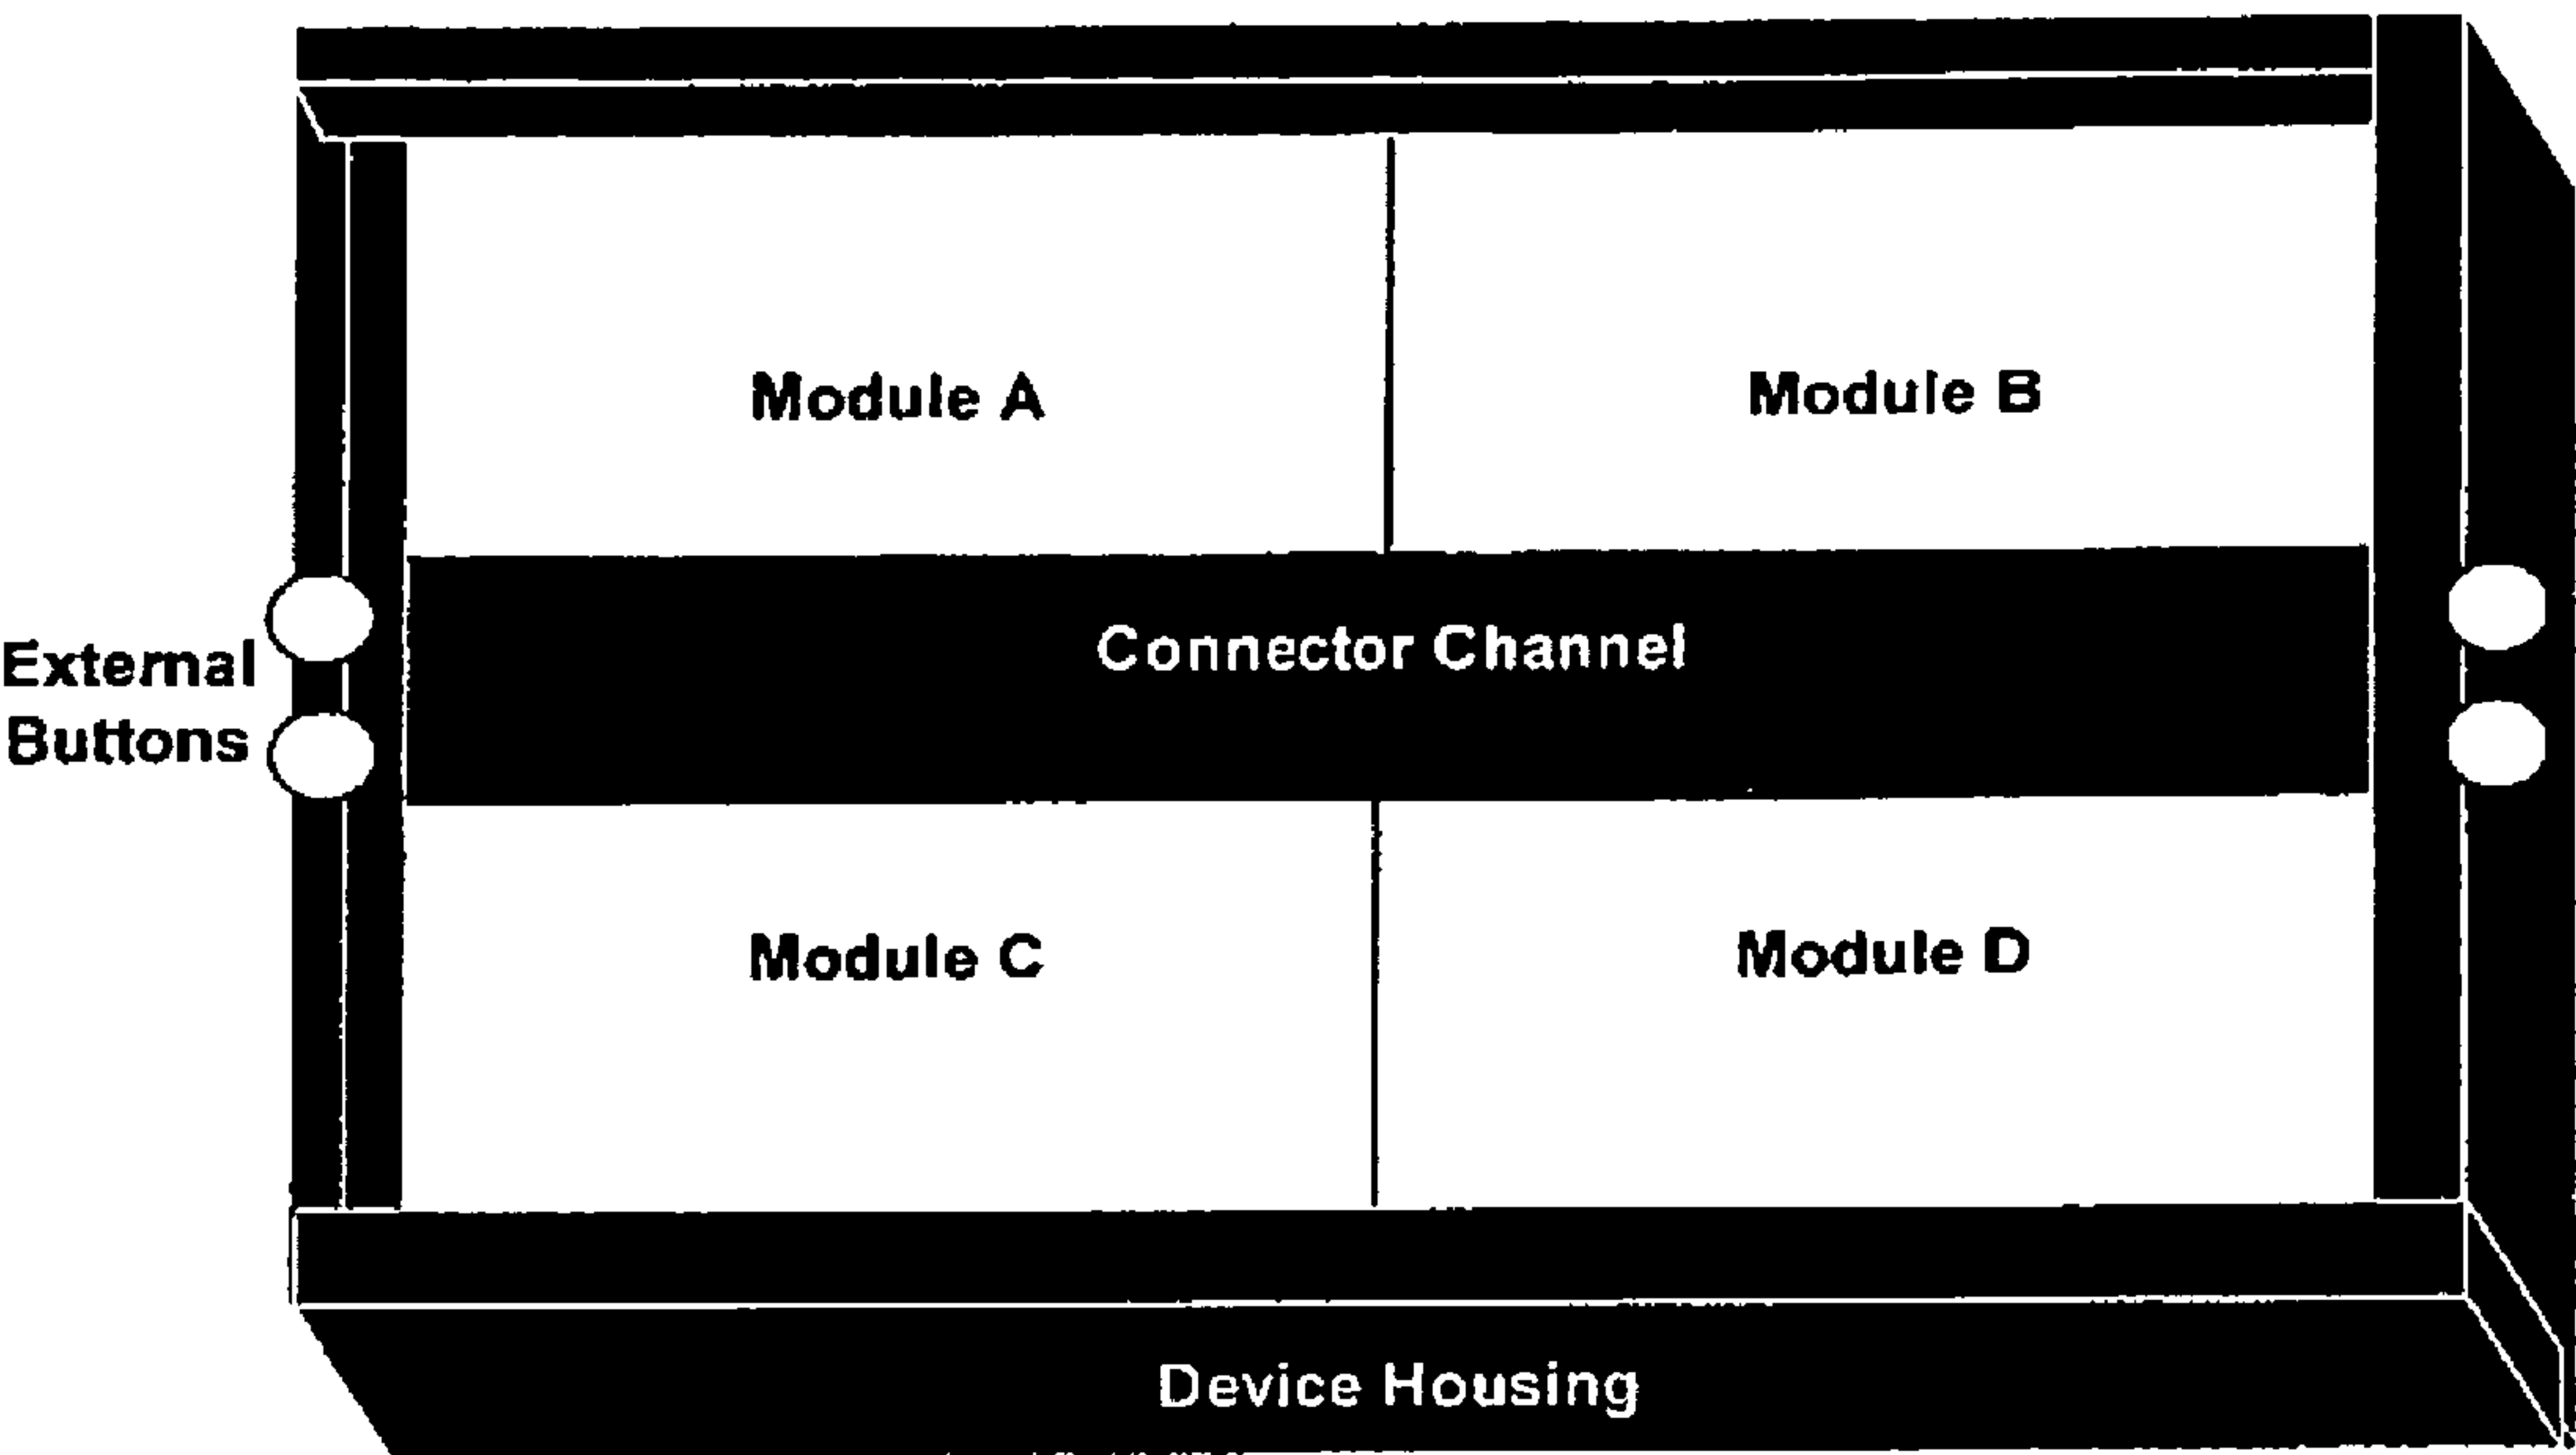 Module A
Module B
Connector Channel
External
Buttons
Module C
Module D
Device Housing